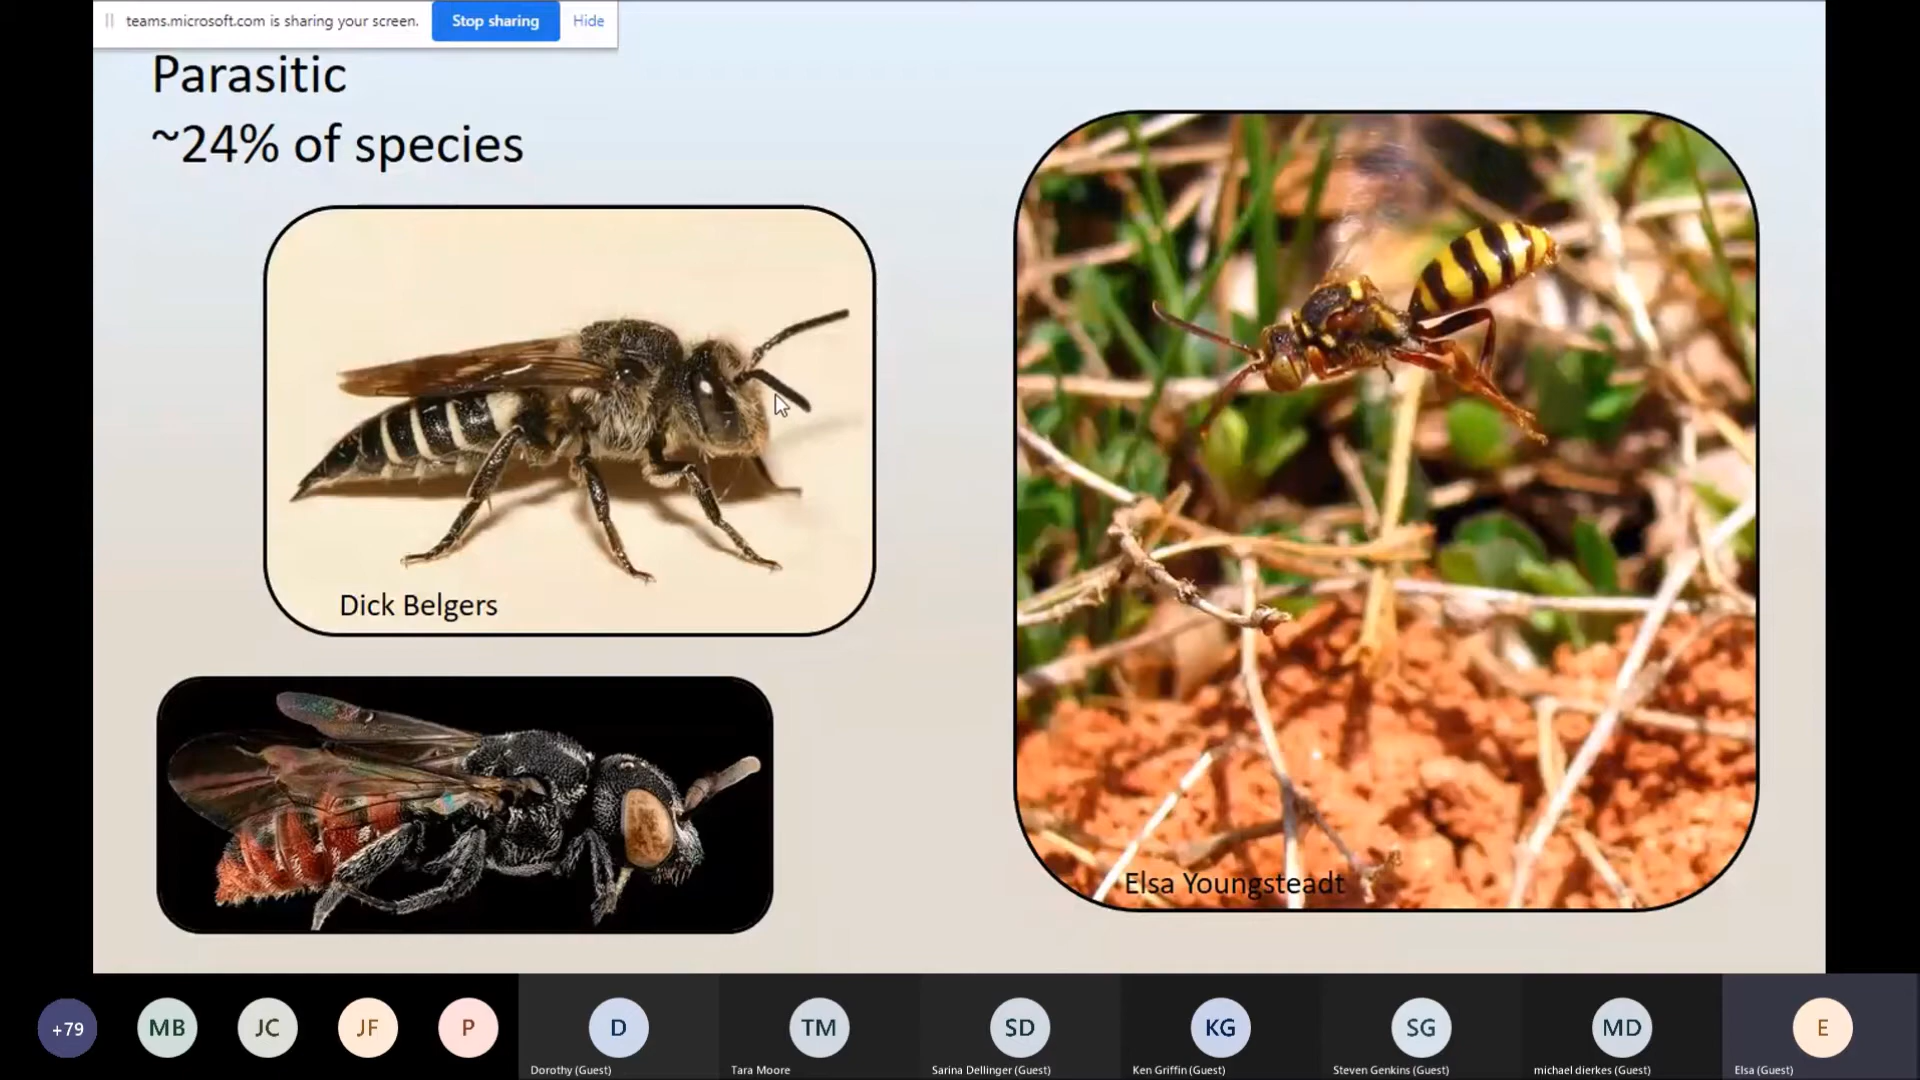 teams.microsoft.com is sharing your screen.
Stop sharing
Hide
Parasitic
~24% of species
Dick Belgers
Elsa Youngsteadt
+79
MB
JC
JF
P
D
TM
SD
KG
SG
MD
E
Dorothy (Guest)
Tara Moore
Sarina Dellinger (Guest)
Ken Griffin (Guest)
Steven Genkins (Guest)
michael dierkes (Guest)
Elsa (Guest)